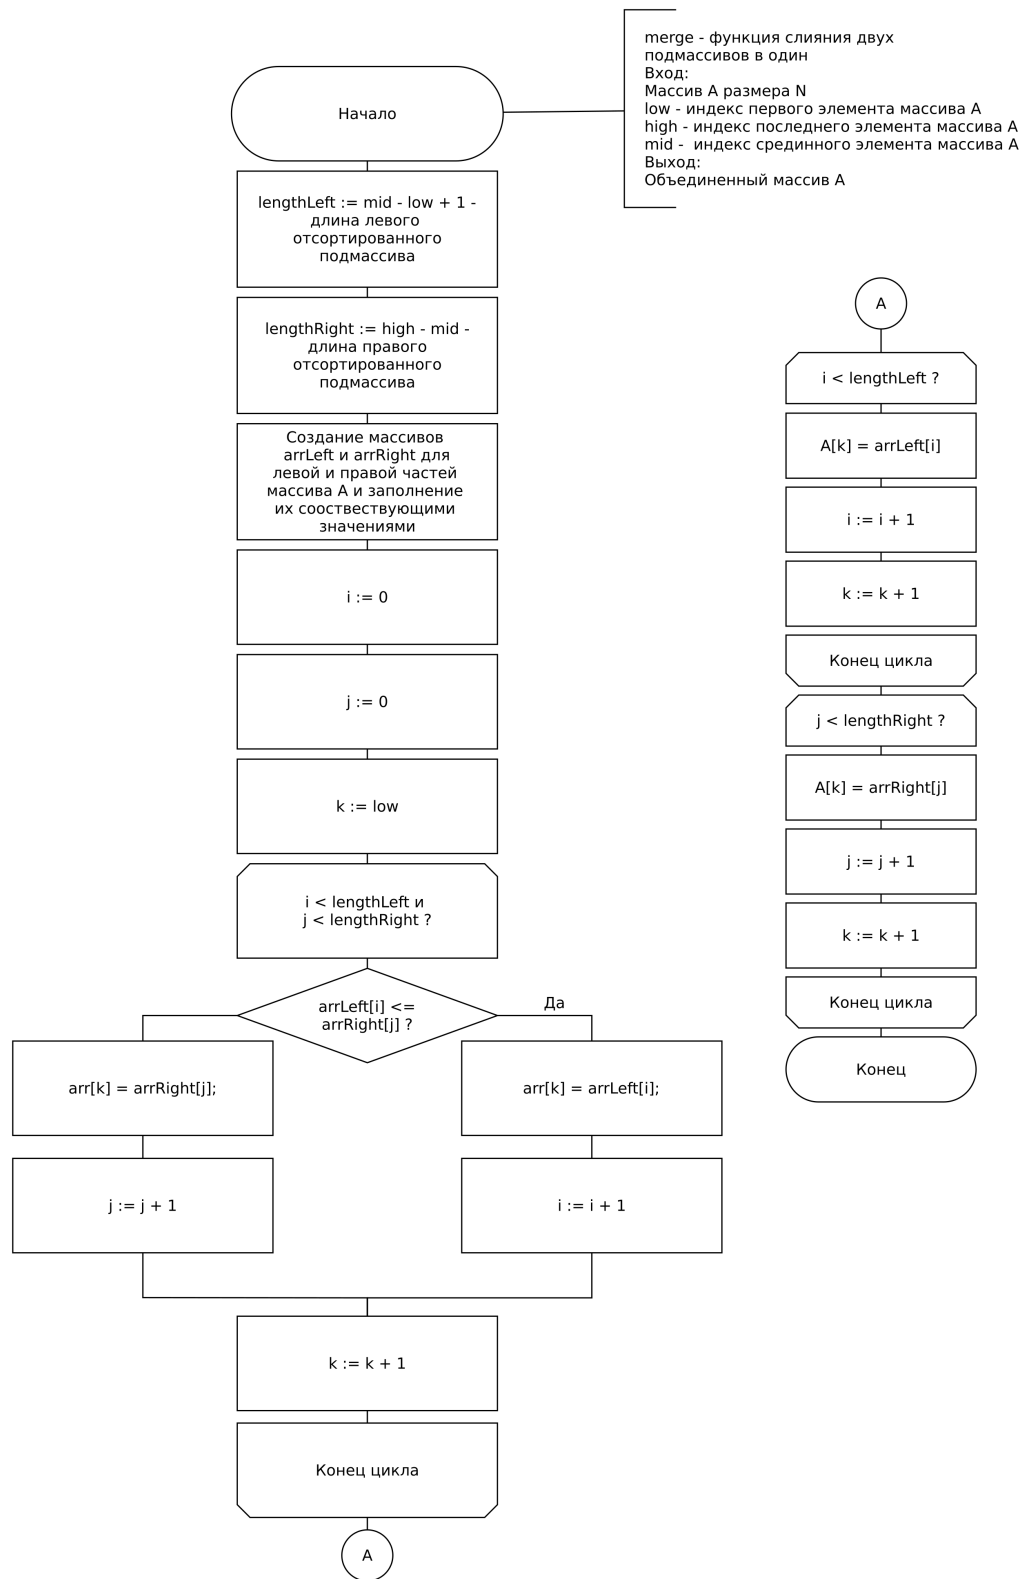 merge - функция слияния двух
подмассивов в один
Вход:
Массив A размера N
low - индекс первого элемента массива A
high - индекс последнего элемента массива A
mid -  индекс срединного элемента массива A
Выход:
Объединенный массив A
Начало
lengthLeft := mid - low + 1 -
длина левого
отсортированного
подмассива
lengthRight := high - mid -
длина правого
отсортированного
подмассива
Создание массивов
arrLeft и arrRight для
левой и правой частей
массива A и заполнение
их соостветствующими
значениями
i := 0
j := 0
k := low
i < lengthLeft и
j < lengthRight ?
arrLeft[i] <=
arrRight[j] ?
Да
arr[k] = arrRight[j];
arr[k] = arrLeft[i];
j := j + 1
i := i + 1
k := k + 1
Конец цикла
A
A
i < lengthLeft ?
A[k] = arrLeft[i]
i := i + 1
k := k + 1
Конец цикла
j < lengthRight ?
A[k] = arrRight[j]
j := j + 1
k := k + 1
Конец цикла
Конец